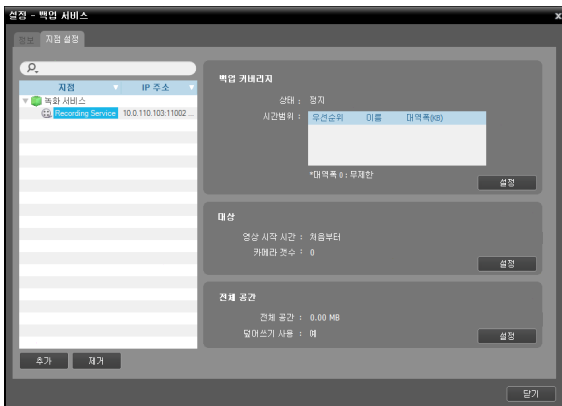 설정 - 백업 서비스
x
정보
지점 설정
지점
IP 주소
녹화 서비스
Recording Service
10.0.110.103:11002 ...
추가
제거
백업 커버리지
상태 : 정지
시간범위 :
우선순위
이름
대역폭(KB)
*대역폭 0 : 무제한
설정
대상
영상 시작 시간 : 처음부터
카메라 갯수 : 0
설정
전체 공간
전체 공간 : 0.00 MB
덮어쓰기 사용 : 예
설정
닫기